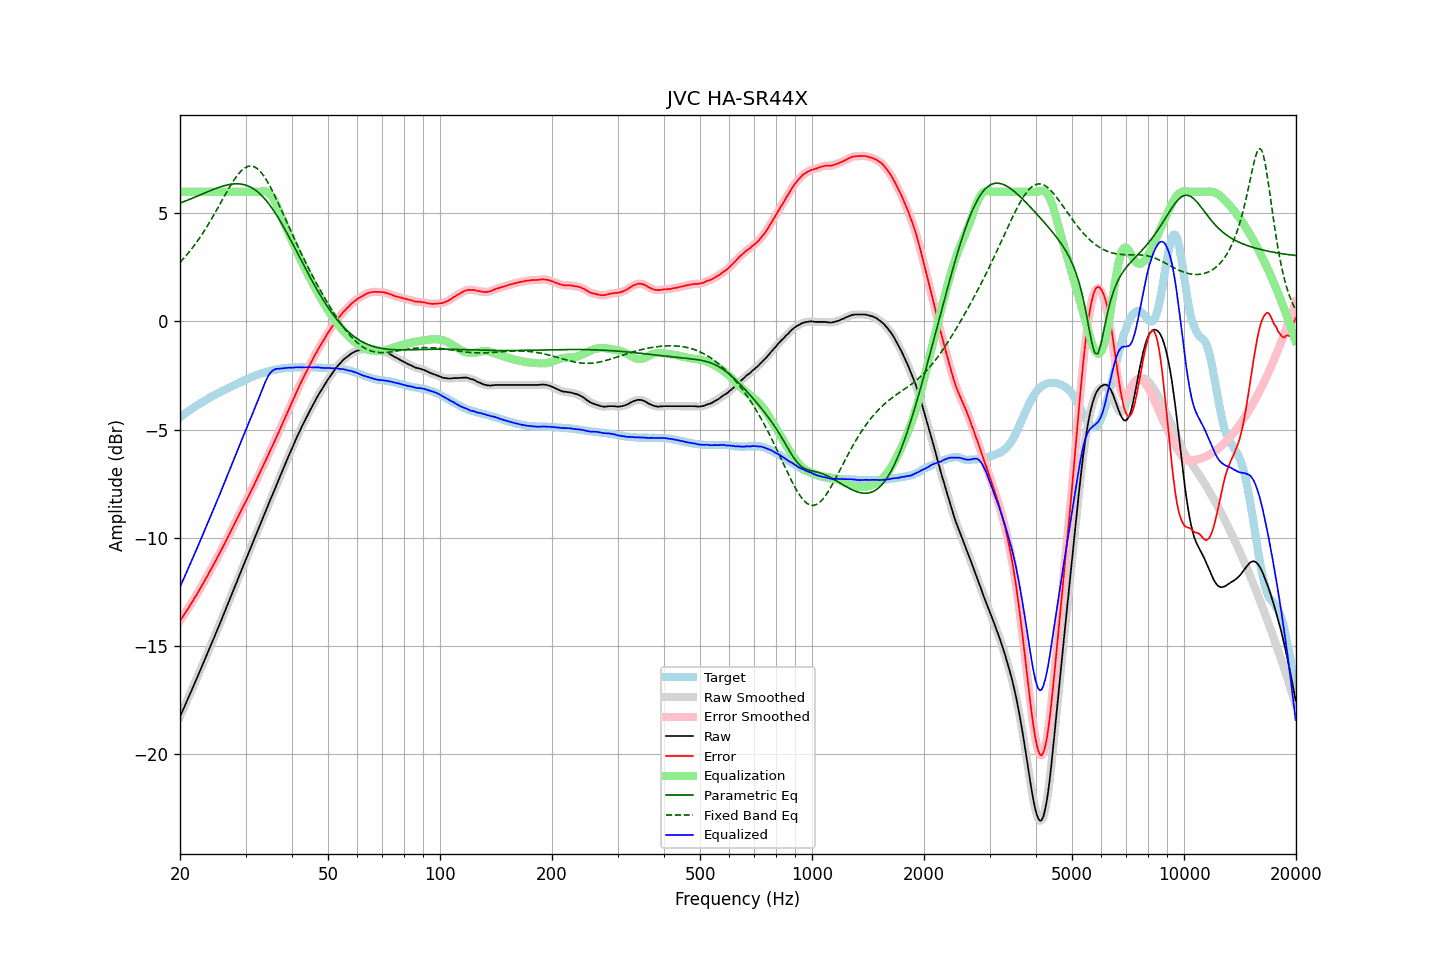 JVC HA-SR44X
Amplitude (dBr)
5
0
−5
−10
−15
−20
Target
Raw Smoothed
Error Smoothed
Raw
Error
Equalization
Parametric Eq
Fixed Band Eq
Equalized
20 50 100 200 500 1000 2000 5000 10000 20000
Frequency (Hz)